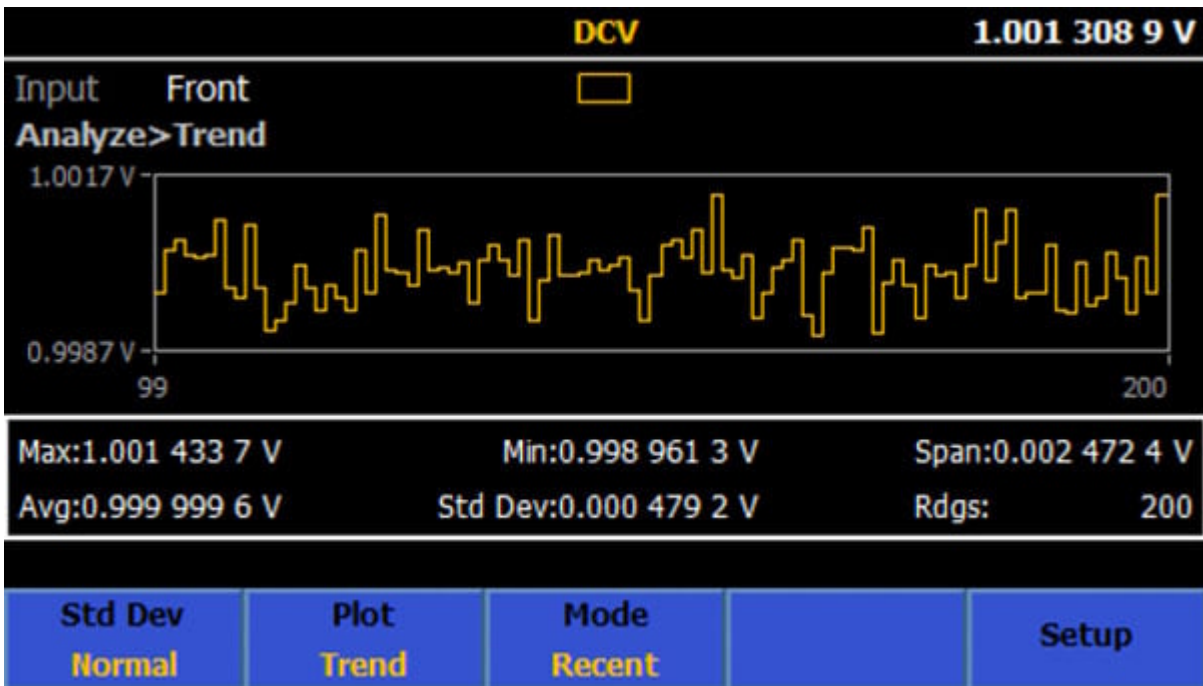 DCV 1.001 308 9 V
Input Front
Analyze>Trend
1.0017 V
0.9987 V
99 200
Max:1.001 433 7 V Min:0.998 961 3 V Span:0.002 472 4 V
Avg:0.999 999 6 V Std Dev:0.000 479 2 V Rdgs: 200
Std Dev Plot Mode Setup
Normal Trend Recent